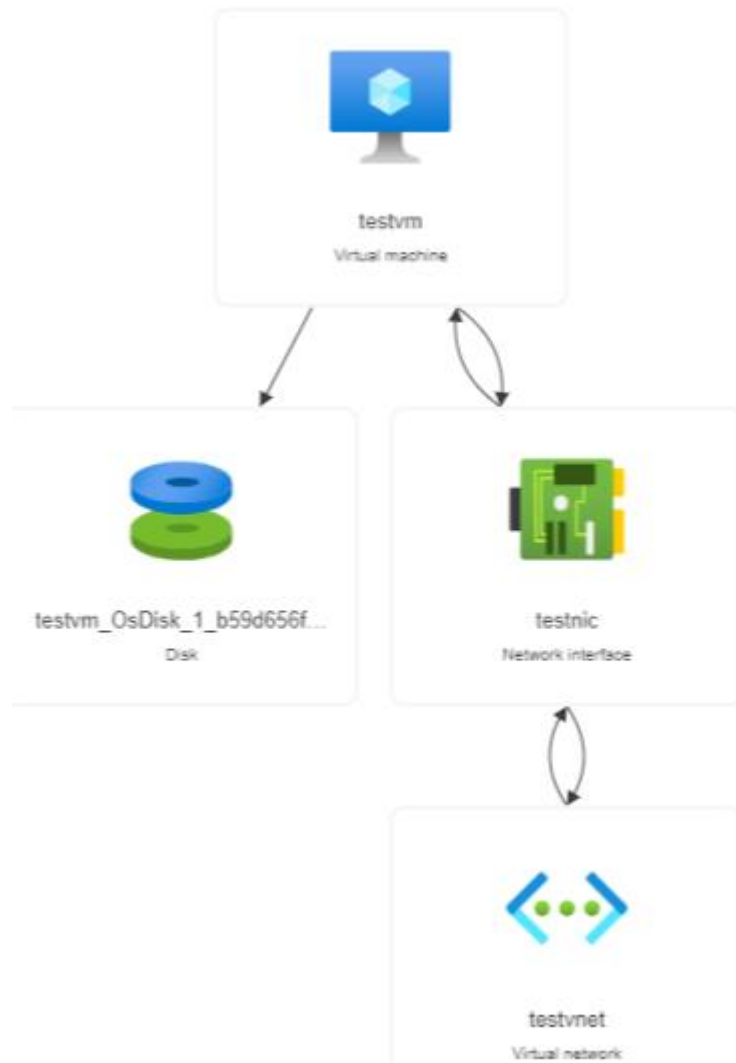 testvm
Virtual machine
testvm_OsDisk_1_b59d656f...
Disk
testnic
Network interface
testvnet
Virtual network